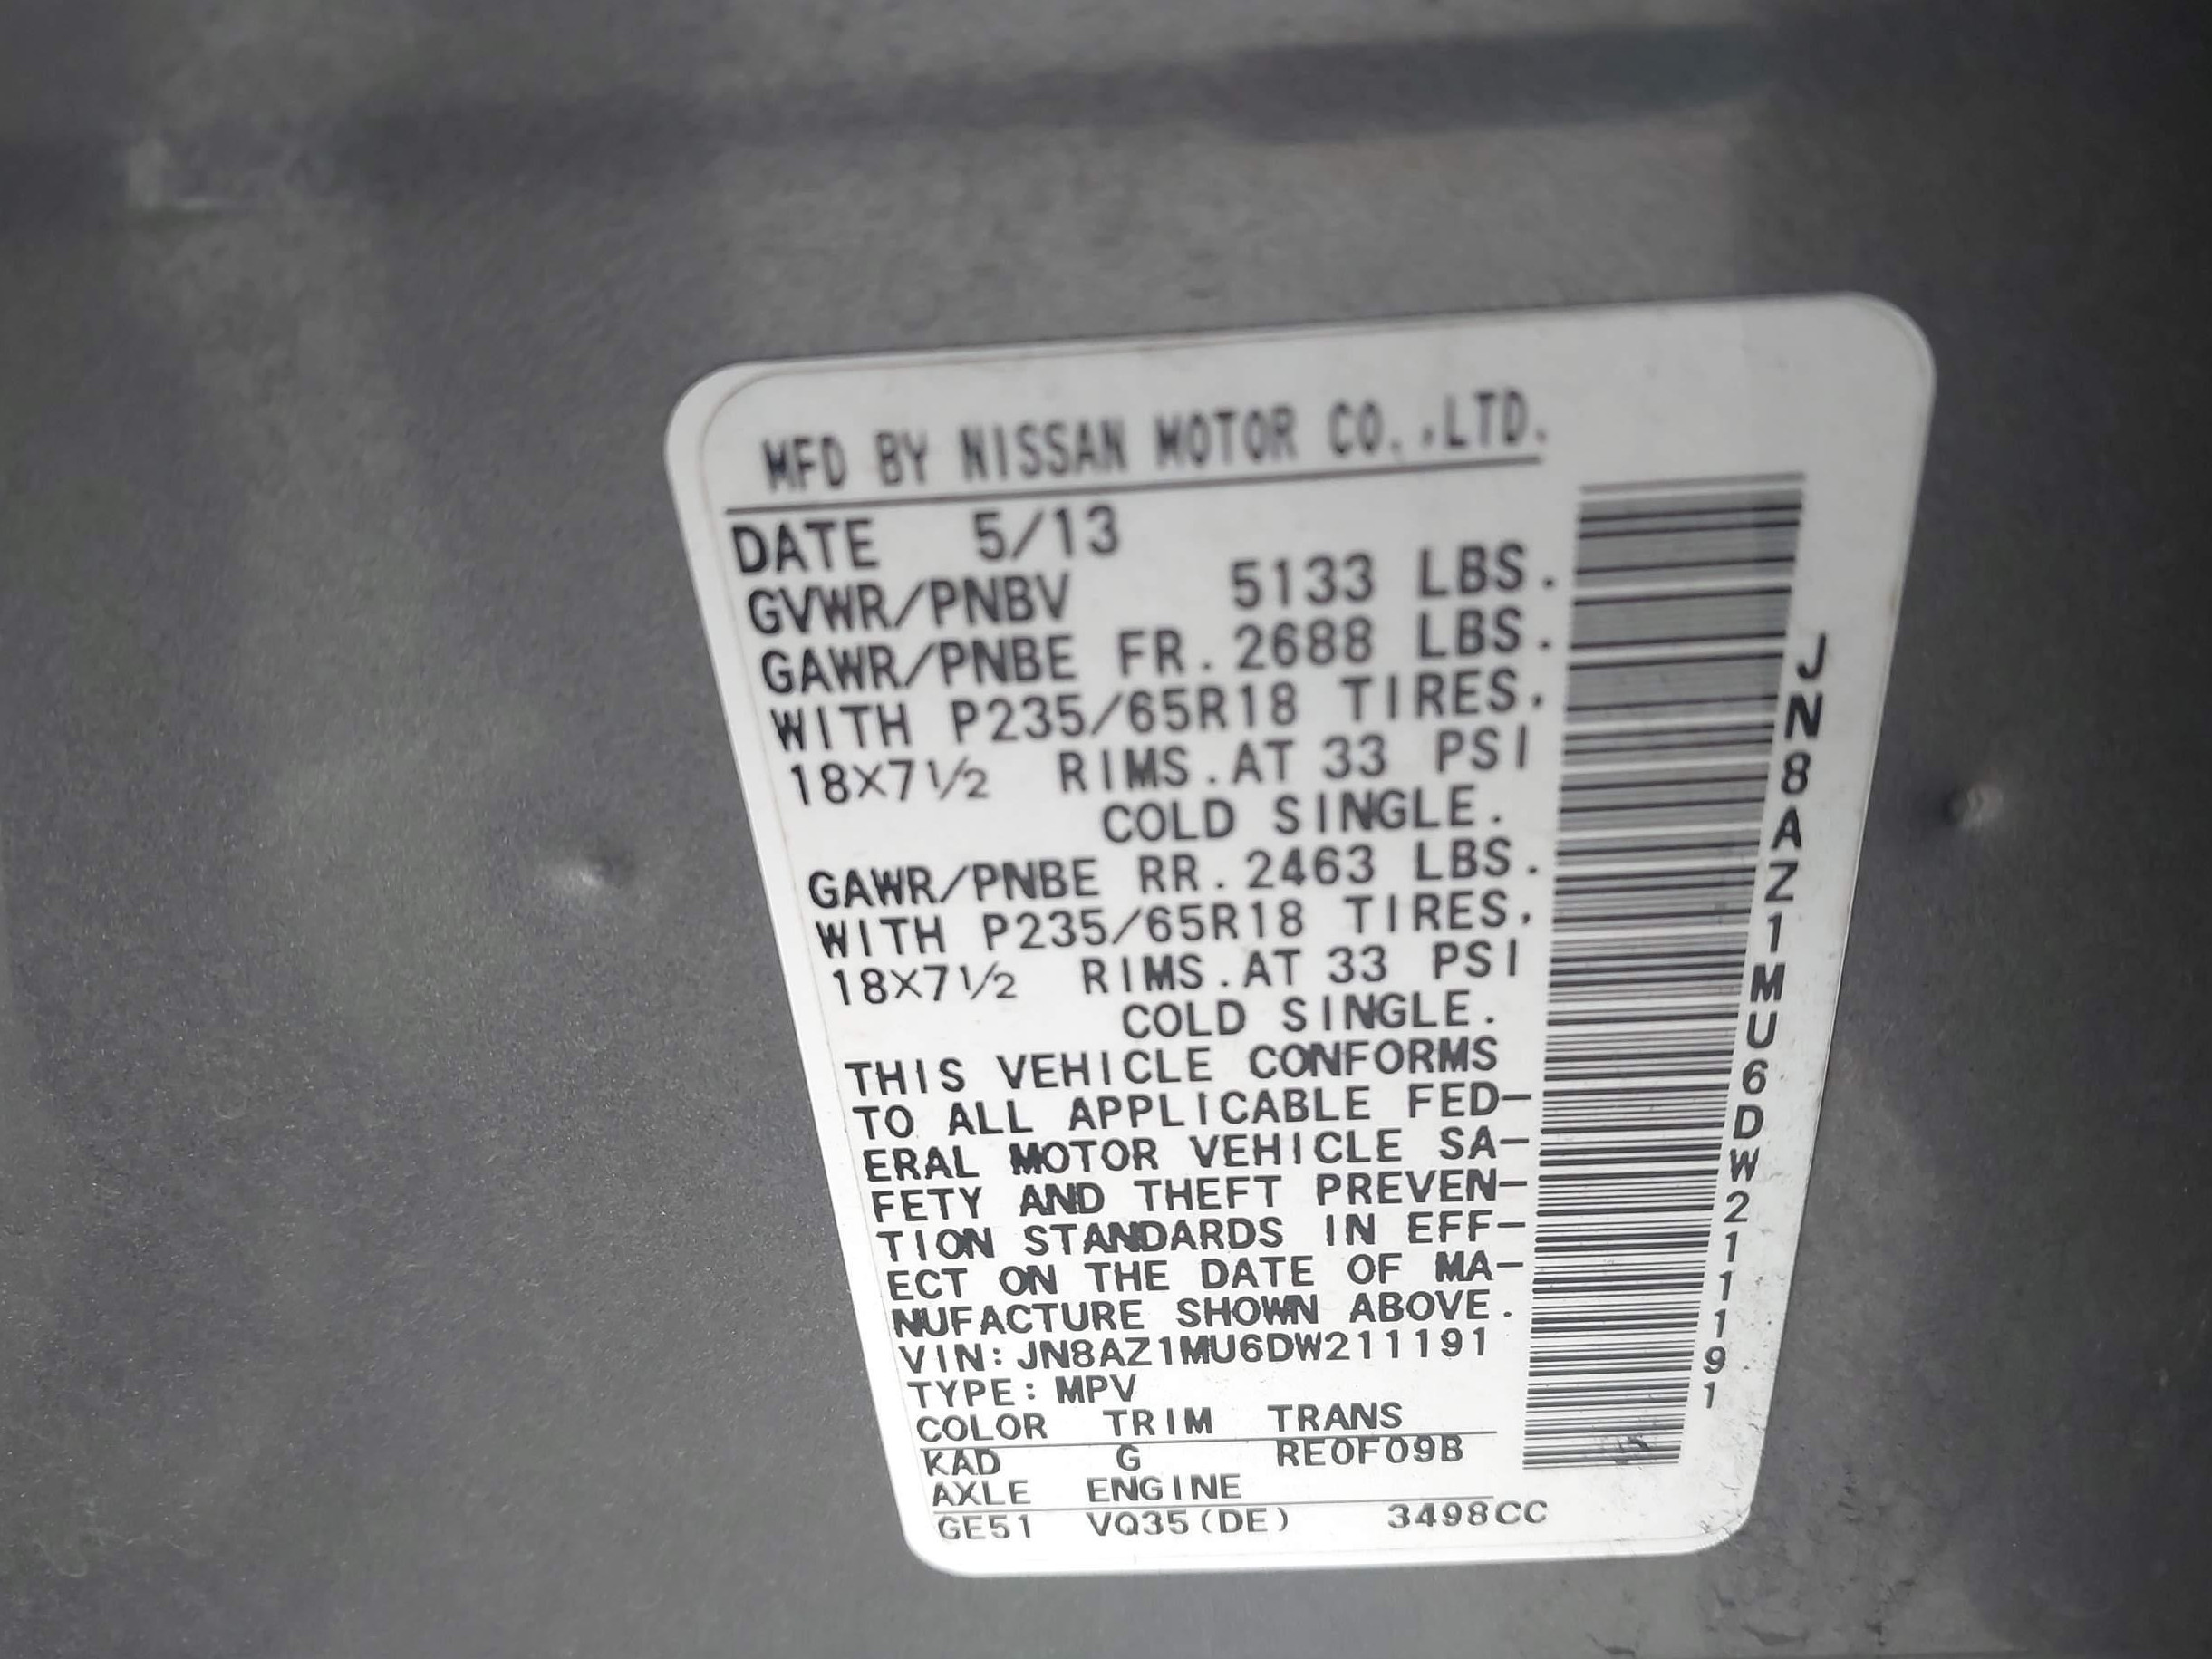 MFD BY NISSAN MOTOR CO.,LTD.
DATE 5/13
GVWR/PNBV 5133 LBS.
GAWR/PNBE FR. 2688 LBS.
WITH P235/65R18 TIRES.
18X7½ RIMS.AT 33 PSI
COLD SINGLE.
GAWR/PNBE RR. 2463 LBS.
WITH P235/65R18 TIRES.
18X7½ RIMS.AT 33 PSI
COLD SINGLE.
THIS VEHICLE CONFORMS
TO ALL APPLICABLE FED-
ERAL MOTOR VEHICLE SA-
FETY AND THEFT PREVEN-
TION STANDARDS IN EFF-
ECT ON THE DATE OF MA-
NUFACTURE SHOWN ABOVE.
VIN: JN8AZ1MU6DW211191
TYPE: MPV
COLOR TRIM TRANS
KAD G RE0F09B
AXLE ENGINE
GE51 VQ35(DE) 3498CC
JN8AZ1MU6DW211191